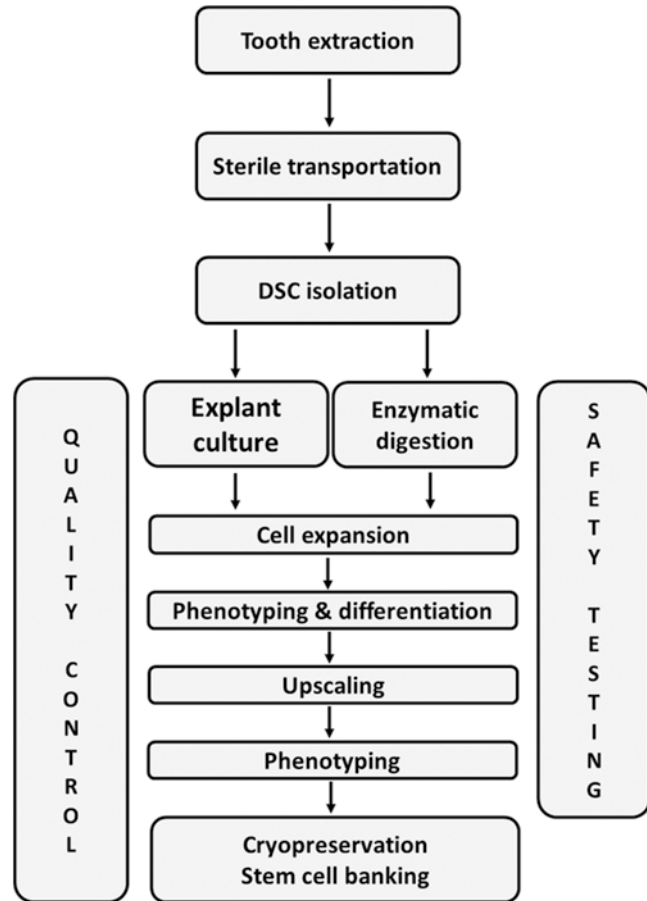 Tooth extraction
Sterile transportation
DSC isolation
Explant
culture
Enzymatic
digestion
Cell expansion
Phenotyping & differentiation
Upscaling
Phenotyping
Cryopreservation
Stem cell banking
QUALITY CONTROL
SAFETY TESTING